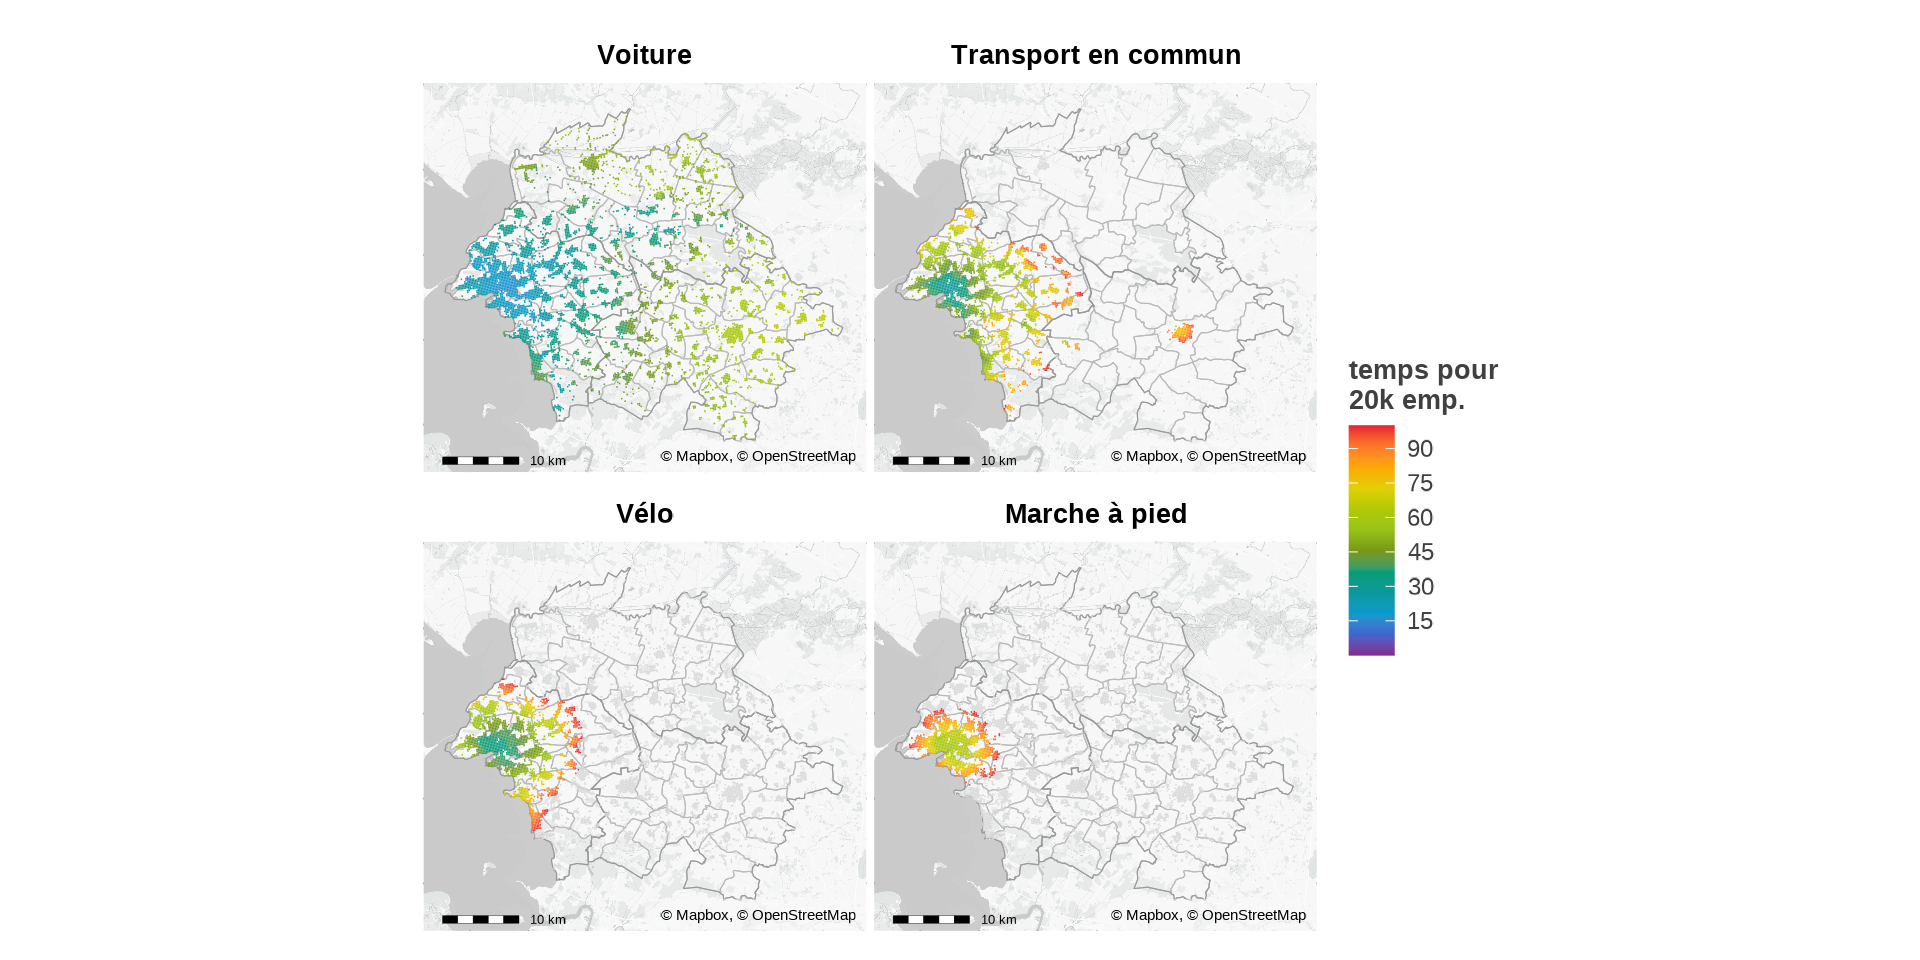 Voiture
Transport en commun
10 km
© Mapbox, © OpenStreetMap
10 km
© Mapbox, © OpenStreetMap
temps pour
20k emp.
90
75
60
45
30
15
Vélo
Marche à pied
10 km
© Mapbox, © OpenStreetMap
10 km
© Mapbox, © OpenStreetMap